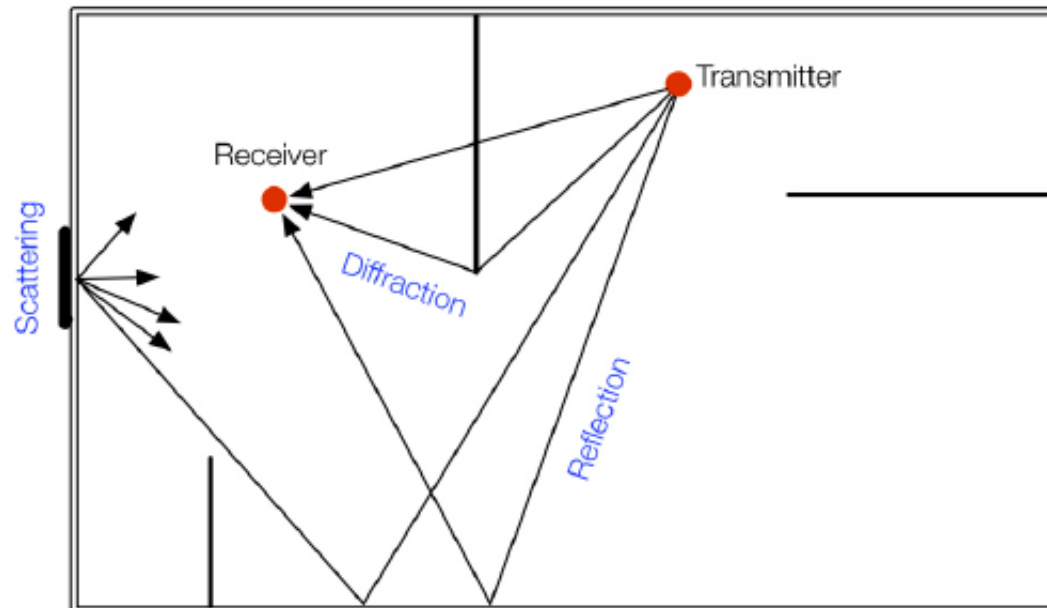 Transmitter
Receiver
Scattering
Diffraction
Reflection